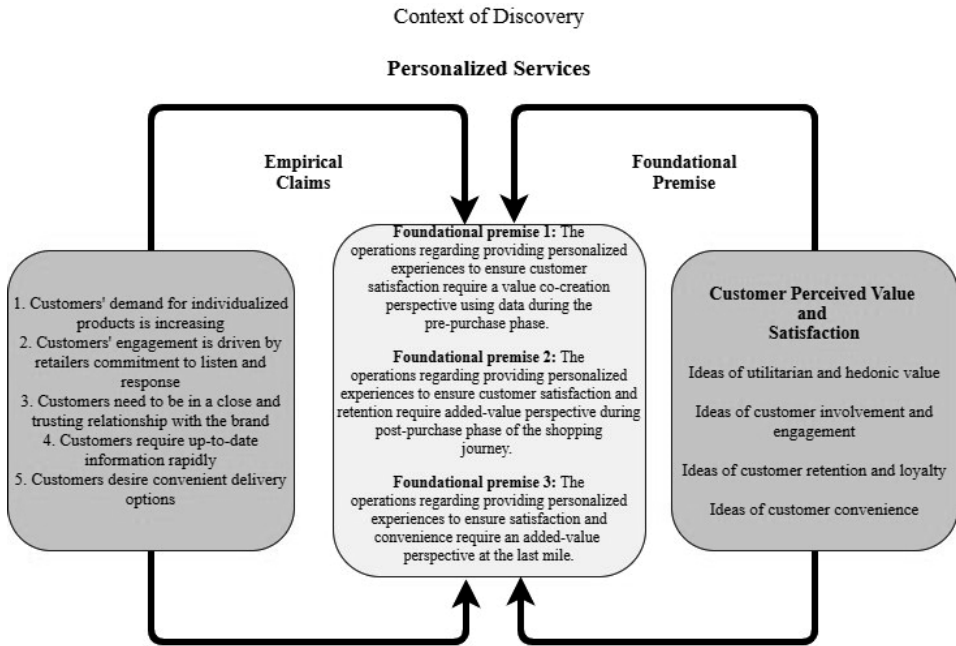 Context of Discovery
Personalized Services
Empirical
Claims
Foundational
Premise
1. Customers' demand for individualized
products is increasing
2. Customers' engagement is driven by
retailers commitment to listen and
response
3. Customers need to be in a close and
trusting relationship with the brand
4. Customers require up-to-date
information rapidly
5. Customers desire convenient delivery
options
Foundational premise 1: The
operations regarding providing personalized
experiences to ensure customer
satisfaction require a value co-creation
perspective using data during the
pre-purchase phase.
Foundational premise 2: The
operations regarding providing personalized
experiences to ensure customer satisfaction and
retention require added-value perspective during
post-purchase phase of the shopping
journey.
Foundational premise 3: The
operations regarding providing personalized
experiences to ensure satisfaction and
convenience require an added-value
perspective at the last mile.
Customer Perceived Value
and
Satisfaction
Ideas of utilitarian and hedonic value
Ideas of customer involvement and
engagement
Ideas of customer retention and loyalty
Ideas of customer convenience